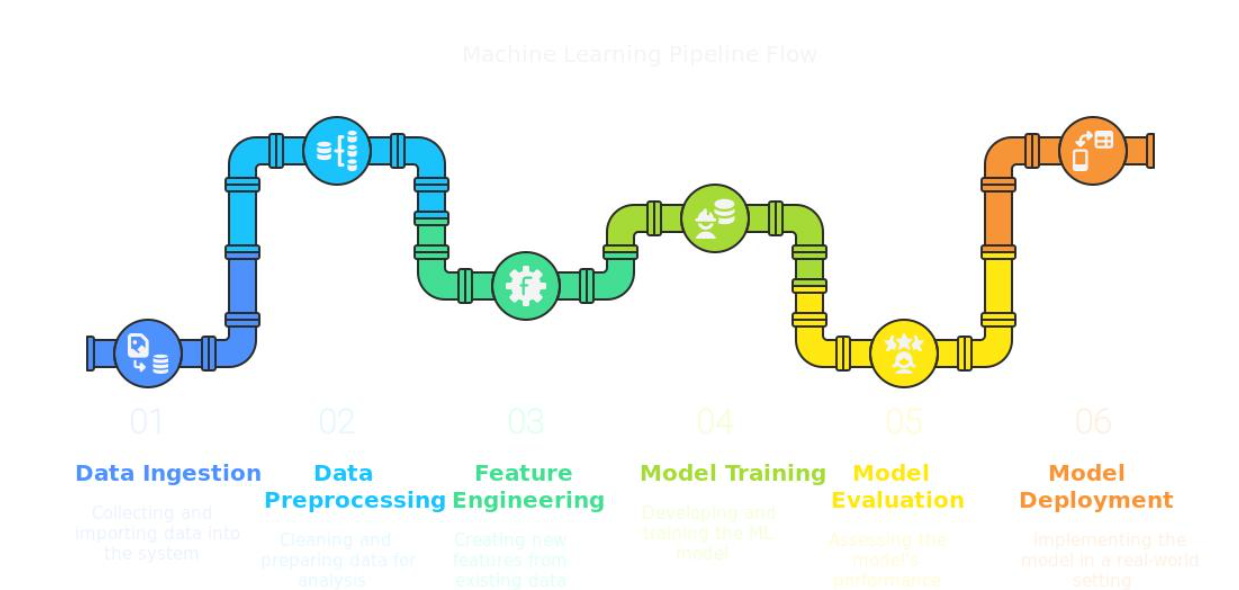 Machine Learning Pipeline Flow
01
Data Ingestion
Collecting and
importing data into
the system
02
Data
Preprocessing
Cleaning and
preparing data for
analysis
03
Feature
Engineering
Creating new
features from
existing data
04
Model Training
Developing and
training the ML
model
05
Model
Evaluation
Assessing the
model's
performance
06
Model
Deployment
Implementing the
model in a real-world
setting